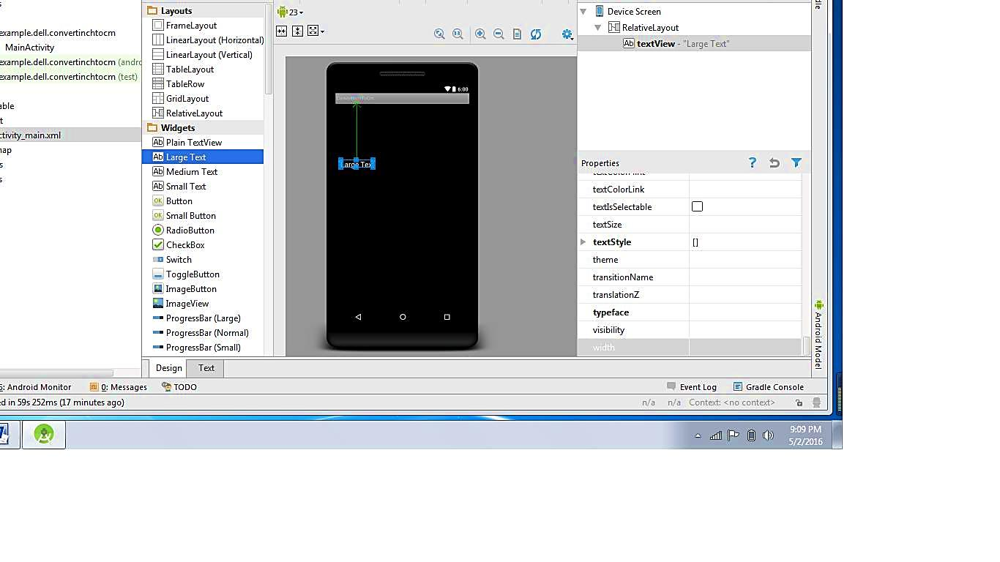 Layouts
FrameLayout
LinearLayout (Horizontal)
LinearLayout (Vertical)
TableLayout
TableRow
GridLayout
RelativeLayout
Widgets
Plain TextView
Large Text
Medium Text
Small Text
Button
Small Button
RadioButton
CheckBox
Switch
ToggleButton
ImageButton
ImageView
ProgressBar (Large)
ProgressBar (Normal)
ProgressBar (Small)
example.dell.convertinchtocm
MainActivity
example.dell.convertinchtocm (andro
example.dell.convertinchtocm (test)
able
t
ctivity_main.xml
nap
s
s
23
6:00
Large Tex
Device Screen
RelativeLayout
Ab textView - "Large Text"
Properties
textColorLink
textIsSelectable
textSize
textStyle []
theme
transitionName
translationZ
typeface
visibility
width
Android Model
Design Text
6: Android Monitor 0: Messages TODO Event Log Gradle Console
ed in 59s 252ms (17 minutes ago) n/a n/a Context: <no context>
9:09 PM
5/2/2016